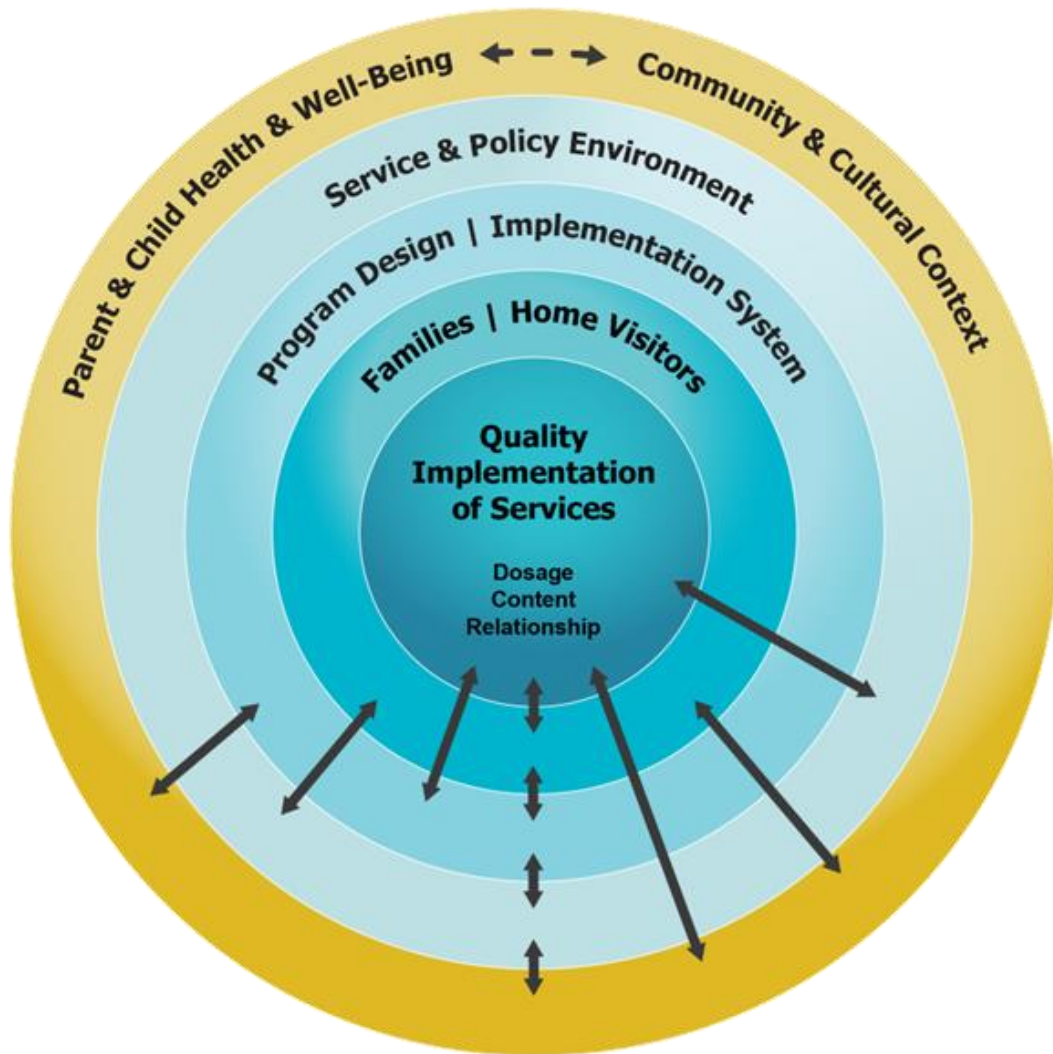 Parent & Child Health & Well-Being
Community & Cultural Context
Service & Policy Environment
Program Design | Implementation System
Families | Home Visitors
Quality
Implementation
of Services
Dosage
Content
Relationship